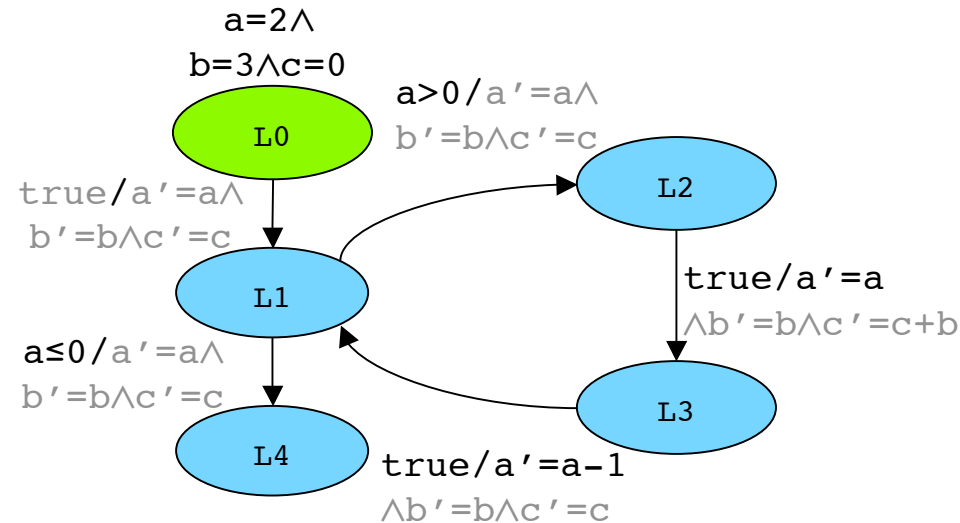 a=2∧
b=3∧c=0
L0
a>0/a′=a∧
b′=b∧c′=c
L2
true/a′=a∧
b′=b∧c′=c
L1
true/a′=a
∧b′=b∧c′=c+b
a≤0/a′=a∧
b′=b∧c′=c
L3
L4
true/a′=a-1
∧b′=b∧c′=c